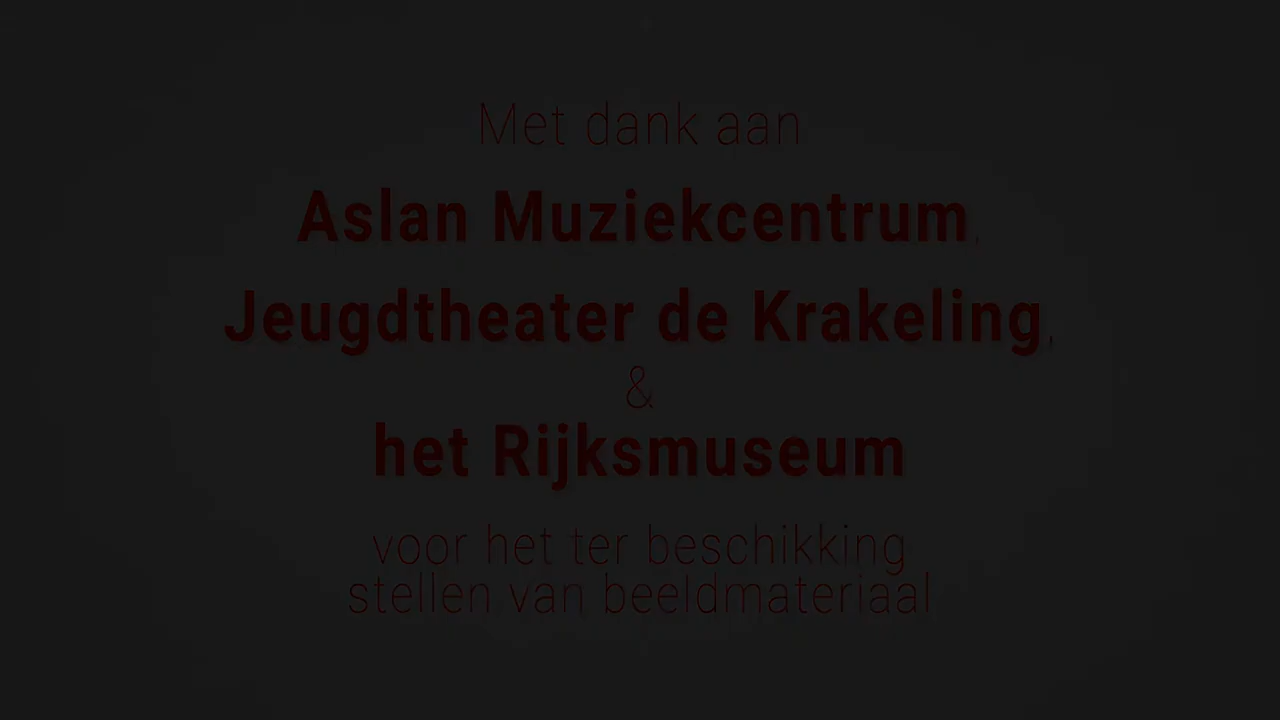 Met dank aan
Aslan Muziekcentrum,
Jeugdtheater de Krakeling,
&
het Rijksmuseum
voor het ter beschikking
stellen van beeldmateriaal